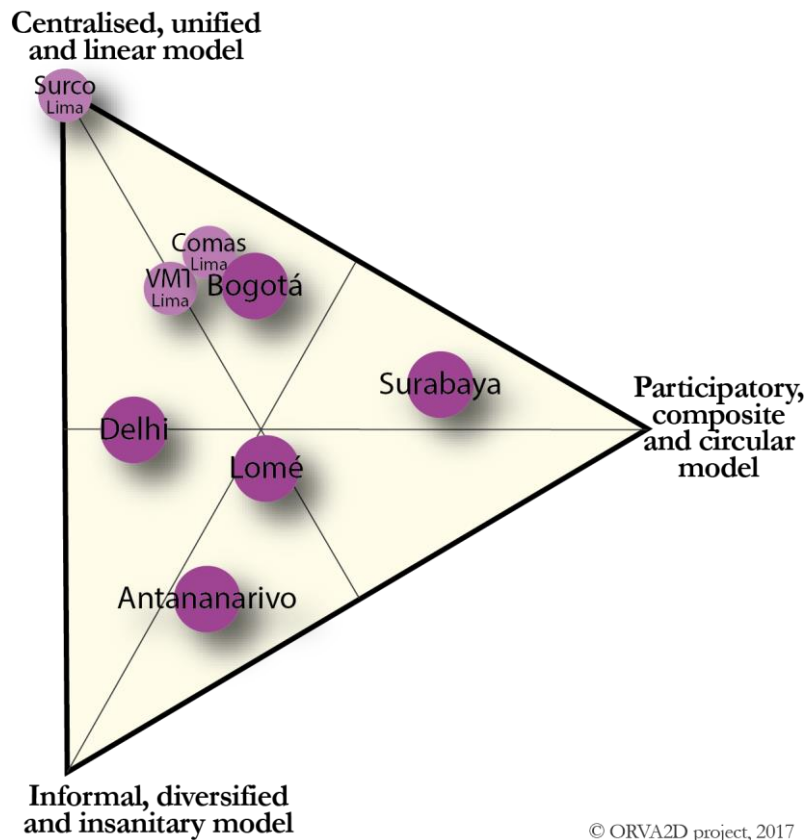 Centralised, unified
and linear model
Surco
Lima
Comas
Lima
VMT
Lima
Bogotá
Surabaya
Participatory,
composite
and circular
model
Delhi
Lomé
Antananarivo
Informal, diversified
and insanitary model
© ORVA2D project, 2017